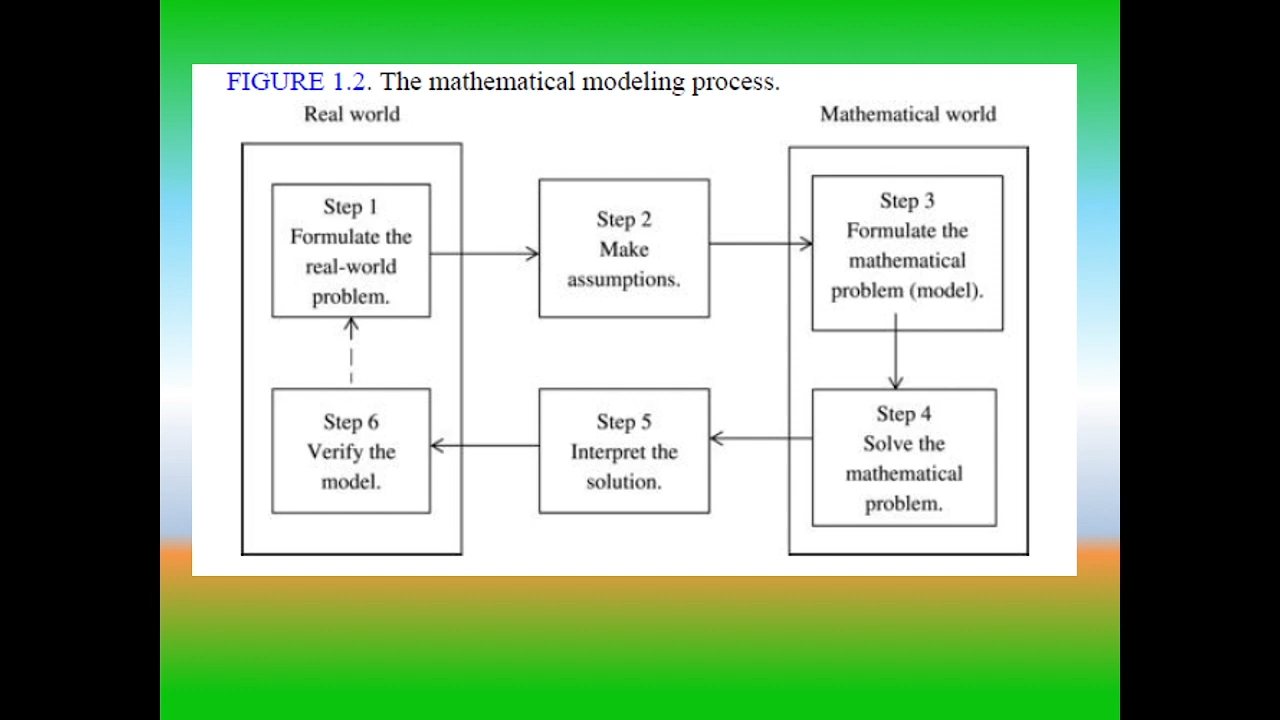 FIGURE 1.2. The mathematical modeling process.
Real world
Mathematical world
Step 1
Formulate the
real-world
problem.
Step 2
Make
assumptions.
Step 3
Formulate the
mathematical
problem (model).
Step 4
Solve the
mathematical
problem.
Step 5
Interpret the
solution.
Step 6
Verify the
model.